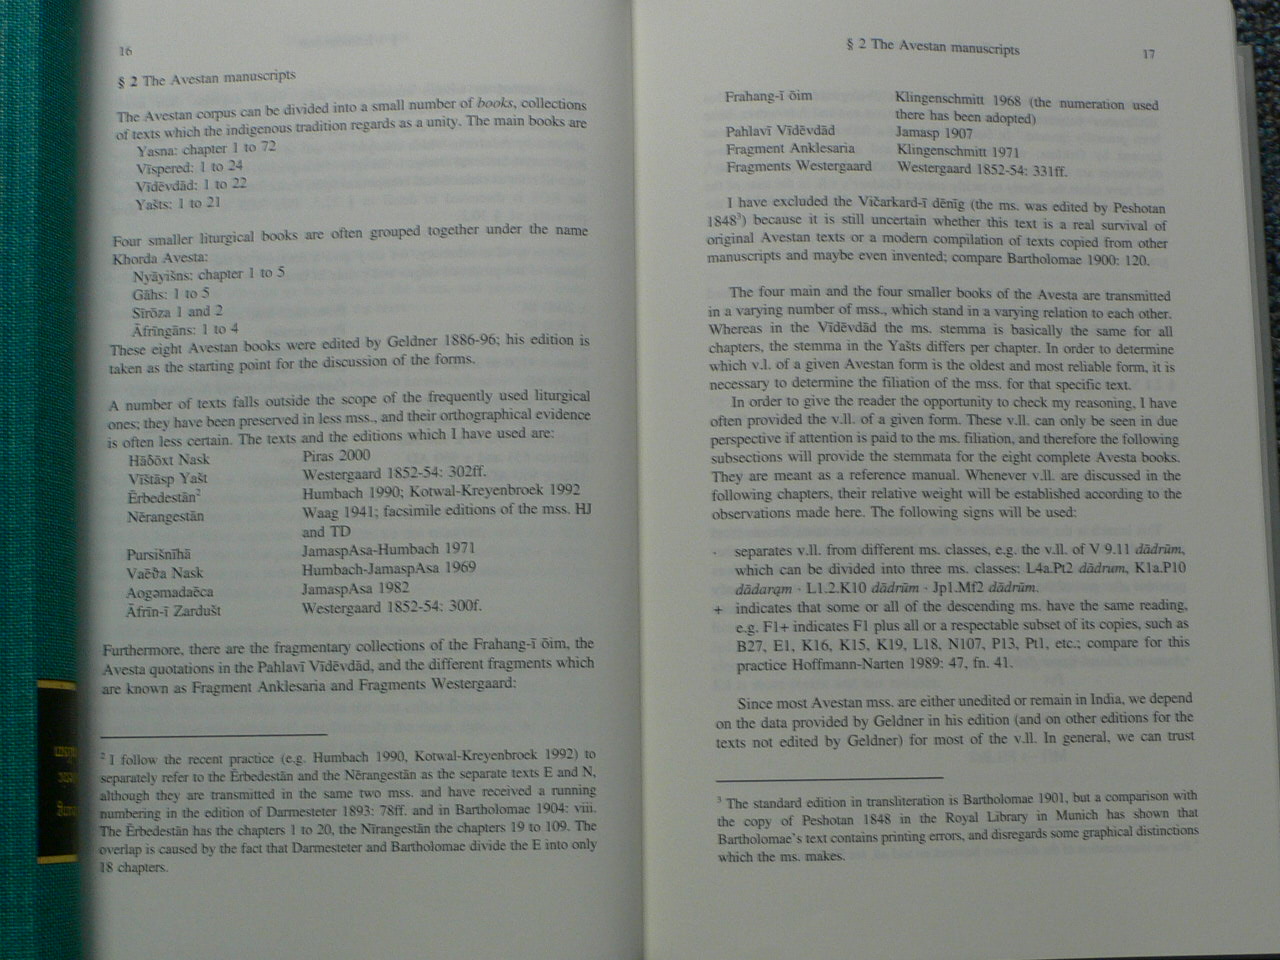 16
§ 2 The Avestan manuscripts
The Avestan corpus can be divided into a small number of books, collections
of texts which the indigenous tradition regards as a unity. The main books are
Yasna: chapter 1 to 72
Vispered: 1 to 24
Vīdēvdād: 1 to 22
Yašts: 1 to 21
Four smaller liturgical books are often grouped together under the name
Khorda Avesta:
Nyāyišns: chapter 1 to 5
Gāhs: 1 to 5
Sīrōza 1 and 2
Āfrīngāns: 1 to 4
These eight Avestan books were edited by Geldner 1886-96; his edition is
taken as the starting point for the discussion of the forms.
A number of texts falls outside the scope of the frequently used liturgical
ones; they have been preserved in less mss., and their orthographical evidence
is often less certain. The texts and the editions which I have used are:
Hāδōxt Nask Piras 2000
Vīštāsp Yašt Westergaard 1852-54: 302ff.
Ērbedestān² Humbach 1990; Kotwal-Kreyenbroek 1992
Nērangestān Waag 1941; facsimile editions of the mss. HJ
and TD
Pursišnīhā JamaspAsa-Humbach 1971
Vaēϑa Nask Humbach-JamaspAsa 1969
Aogəmadaēca JamaspAsa 1982
Āfrīn-ī Zardušt Westergaard 1852-54: 300f.
Furthermore, there are the fragmentary collections of the Frahang-ī ōim, the
Avesta quotations in the Pahlavī Vīdēvdād, and the different fragments which
are known as Fragment Anklesaria and Fragments Westergaard:
² I follow the recent practice (e.g. Humbach 1990, Kotwal-Kreyenbroek 1992) to
separately refer to the Ērbedestān and the Nērangestān as the separate texts E and N,
although they are transmitted in the same two mss. and have received a running
numbering in the edition of Darmesteter 1893: 78ff. and in Bartholomae 1904: viii.
The Ērbedestān has the chapters 1 to 20, the Nīrangestān the chapters 19 to 109. The
overlap is caused by the fact that Darmesteter and Bartholomae divide the E into only
18 chapters.
§ 2 The Avestan manuscripts 17
Frahang-ī ōim Klingenschmitt 1968 (the numeration used
there has been adopted)
Pahlavī Vīdēvdād Jamasp 1907
Fragment Anklesaria Klingenschmitt 1971
Fragments Westergaard Westergaard 1852-54: 331ff.
I have excluded the Vičarkard-ī dēnīg (the ms. was edited by Peshotan
1848³) because it is still uncertain whether this text is a real survival of
original Avestan texts or a modern compilation of texts copied from other
manuscripts and maybe even invented; compare Bartholomae 1900: 120.
The four main and the four smaller books of the Avesta are transmitted
in a varying number of mss., which stand in a varying relation to each other.
Whereas in the Vīdēvdād the ms. stemma is basically the same for all
chapters, the stemma in the Yašts differs per chapter. In order to determine
which v.l. of a given Avestan form is the oldest and most reliable form, it is
necessary to determine the filiation of the mss. for that specific text.
In order to give the reader the opportunity to check my reasoning, I have
often provided the v.ll. of a given form. These v.ll. can only be seen in due
perspective if attention is paid to the ms. filiation, and therefore the following
subsections will provide the stemmata for the eight complete Avesta books.
They are meant as a reference manual. Whenever v.ll. are discussed in the
following chapters, their relative weight will be established according to the
observations made here. The following signs will be used:
· separates v.ll. from different ms. classes, e.g. the v.ll. of V 9.11 dādrūm,
which can be divided into three ms. classes: L4a.Pt2 dādrum, K1a.P10
dādarąm · L1.2.K10 dādrūm · Jp1.Mf2 dādrūm.
+ indicates that some or all of the descending ms. have the same reading,
e.g. F1+ indicates F1 plus all or a respectable subset of its copies, such as
B27, E1, K16, K15, K19, L18, N107, P13, Pt1, etc.; compare for this
practice Hoffmann-Narten 1989: 47, fn. 41.
Since most Avestan mss. are either unedited or remain in India, we depend
on the data provided by Geldner in his edition (and on other editions for the
texts not edited by Geldner) for most of the v.ll. In general, we can trust
³ The standard edition in transliteration is Bartholomae 1901, but a comparison with
the copy of Peshotan 1848 in the Royal Library in Munich has shown that
Bartholomae's text contains printing errors, and disregards some graphical distinctions
which the ms. makes.